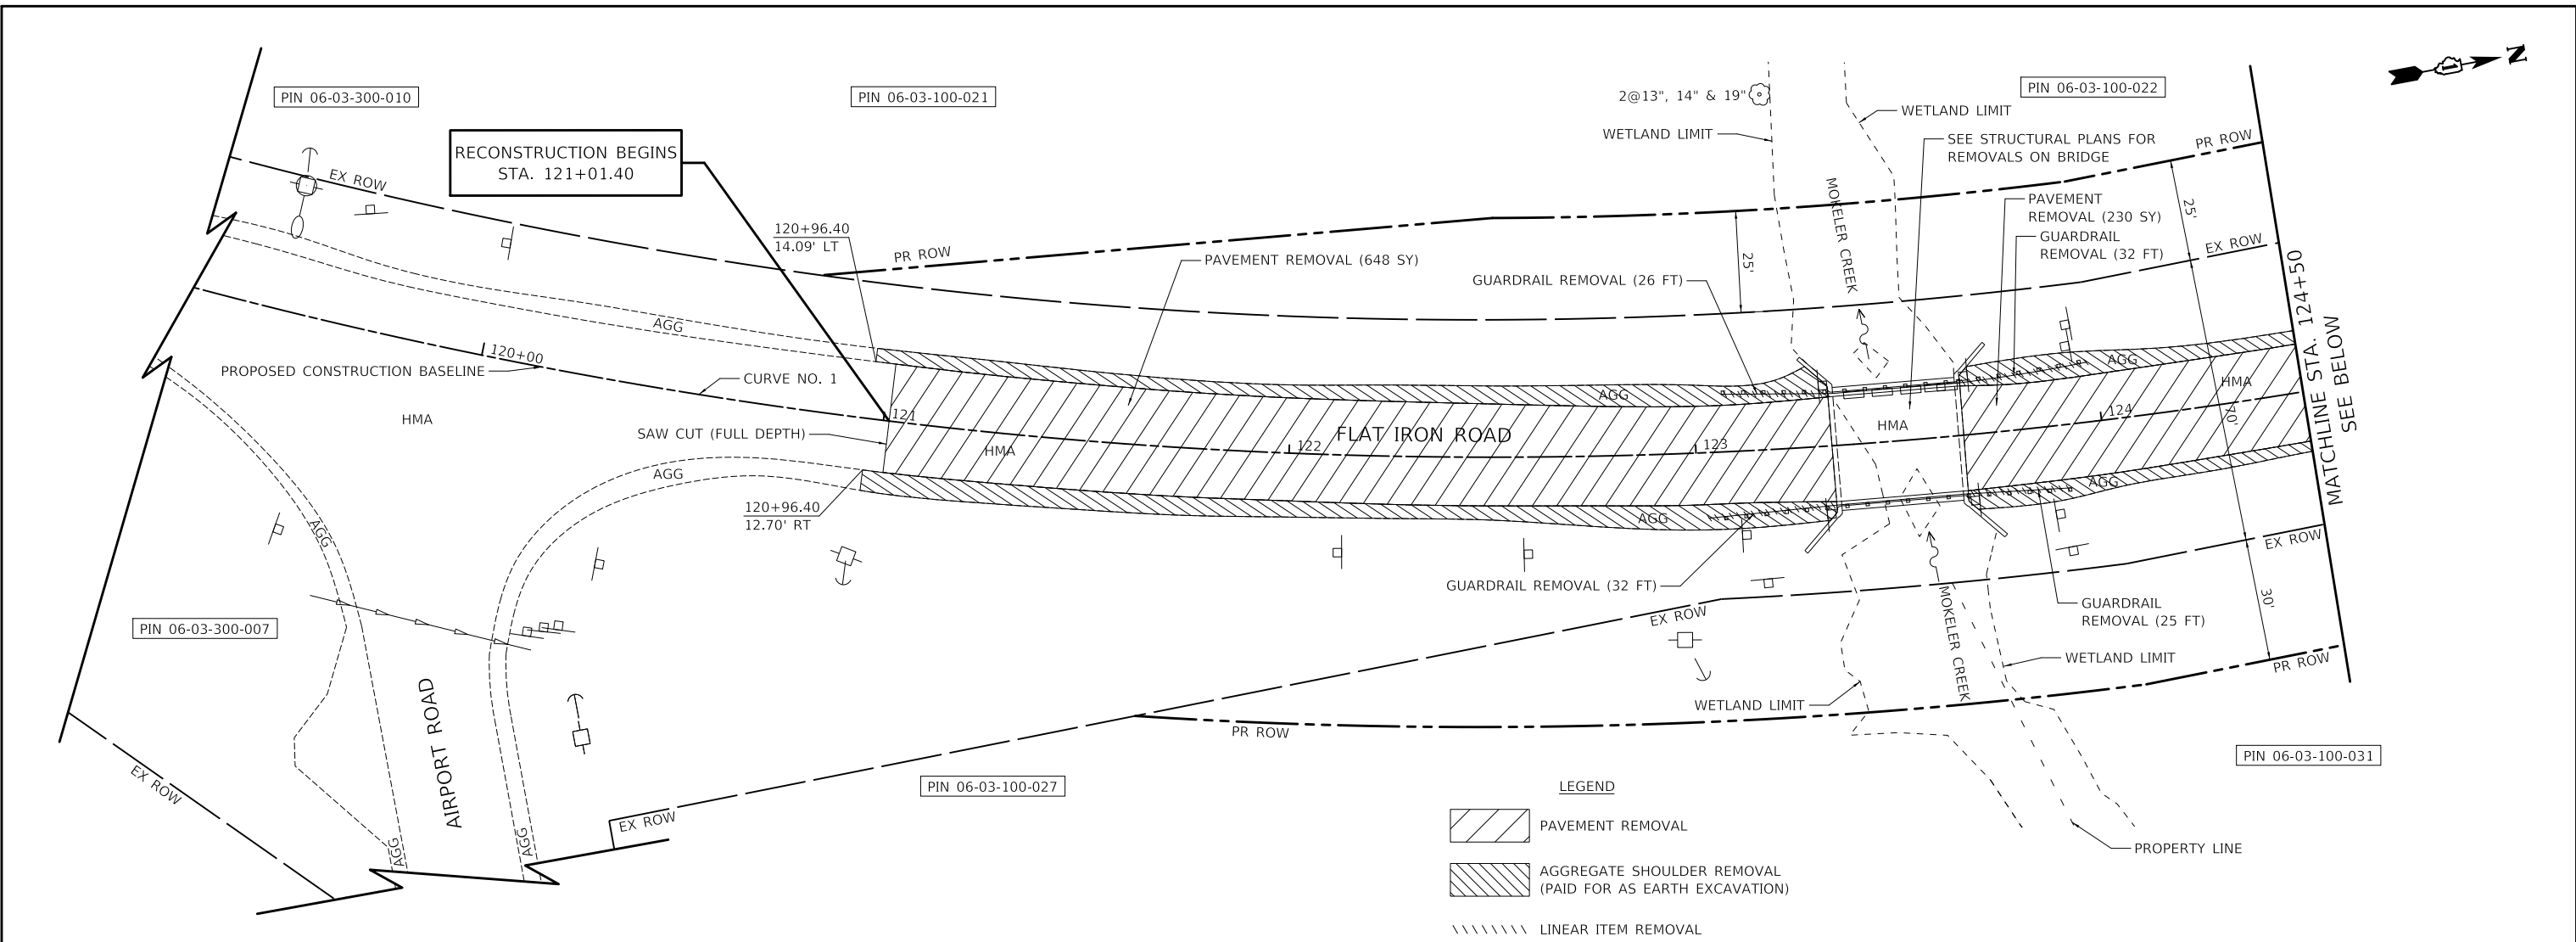 PIN 06-03-300-010
PIN 06-03-100-021
PIN 06-03-100-022
N
RECONSTRUCTION BEGINS
STA. 121+01.40
2@13", 14" & 19"
WETLAND LIMIT
WETLAND LIMIT
SEE STRUCTURAL PLANS FOR
REMOVALS ON BRIDGE
PR ROW
EX ROW
MOKELER CREEK
PAVEMENT
REMOVAL (230 SY)
25'
GUARDRAIL
REMOVAL (32 FT)
EX ROW
120+96.40
14.09' LT
PR ROW
PAVEMENT REMOVAL (648 SY)
25'
GUARDRAIL REMOVAL (26 FT)
MATCHLINE STA. 124+50
SEE BELOW
AGG
120+00
PROPOSED CONSTRUCTION BASELINE
CURVE NO. 1
AGG
AGG
HMA
HMA
121
124
70'
HMA
SAW CUT (FULL DEPTH)
HMA
122
FLAT IRON ROAD
123
AGG
AGG
120+96.40
12.70' RT
AGG
AGG
EX ROW
GUARDRAIL REMOVAL (32 FT)
EX ROW
MOKELER CREEK
GUARDRAIL
REMOVAL (25 FT)
30'
PIN 06-03-300-007
WETLAND LIMIT
PR ROW
WETLAND LIMIT
AIRPORT ROAD
PR ROW
EX ROW
PIN 06-03-100-031
PIN 06-03-100-027
EX ROW
AGG
AGG
LEGEND
PAVEMENT REMOVAL
PROPERTY LINE
AGGREGATE SHOULDER REMOVAL
(PAID FOR AS EARTH EXCAVATION)
LINEAR ITEM REMOVAL